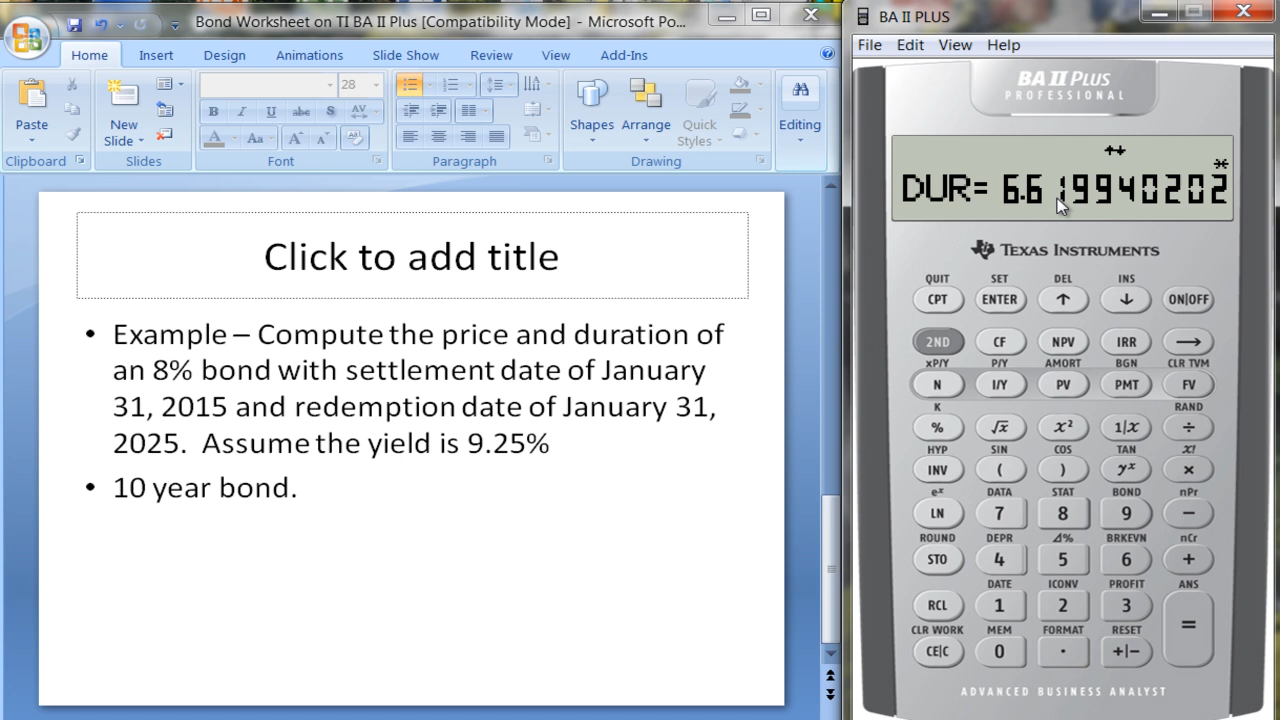 Bond Worksheet on TI BA II Plus [Compatibility Mode] - Microsoft Po...
Home Insert Design Animations Slide Show Review View Add-Ins
28
Paste
New
Slide
B I U abc S AV
A Aa A A
Shapes Arrange Quick
Styles
Editing
Clipboard Slides Font Paragraph Drawing
Click to add title
• Example – Compute the price and duration of
an 8% bond with settlement date of January
31, 2015 and redemption date of January 31,
2025. Assume the yield is 9.25%
• 10 year bond.
BA II PLUS
File Edit View Help
BA II Plus
PROFESSIONAL
DUR= 6.619940202
TEXAS INSTRUMENTS
QUIT SET DEL INS
CPT ENTER ↑ ↓ ON|OFF
2ND CF NPV IRR →
xP/Y P/Y AMORT BGN CLR TVM
N I/Y PV PMT FV
K RAND
% √x x² 1/x ÷
HYP SIN COS TAN x!
INV ( ) yˣ ×
eˣ DATA STAT BOND nPr
LN 7 8 9 −
ROUND DEPR Δ% BRKEVN nCr
STO 4 5 6 +
DATE ICONV PROFIT ANS
RCL 1 2 3 =
CLR WORK MEM FORMAT RESET
CE|C 0 . +|−
ADVANCED BUSINESS ANALYST